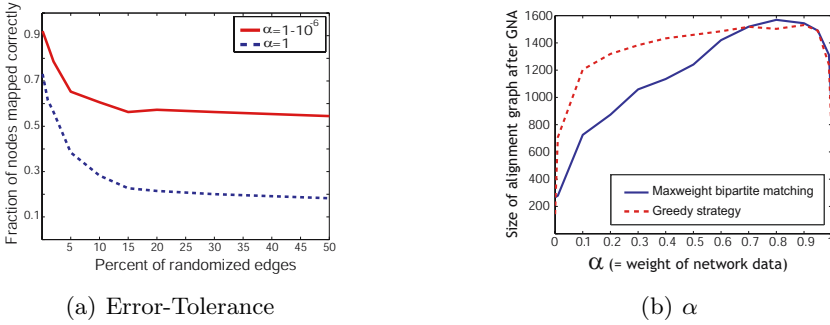 Fraction of nodes mapped correctly
0.9
0.7
0.5
0.3
0.1
5 10 15 20 25 30 35 40 45 50
Percent of randomized edges
α=1-10⁻⁶
α=1
(a) Error-Tolerance
Size of alignment graph after GNA
1600
1400
1200
1000
800
600
400
200
0 0.1 0.2 0.3 0.4 0.5 0.6 0.7 0.8 0.9 1
α (= weight of network data)
Maxweight bipartite matching
Greedy strategy
(b) α